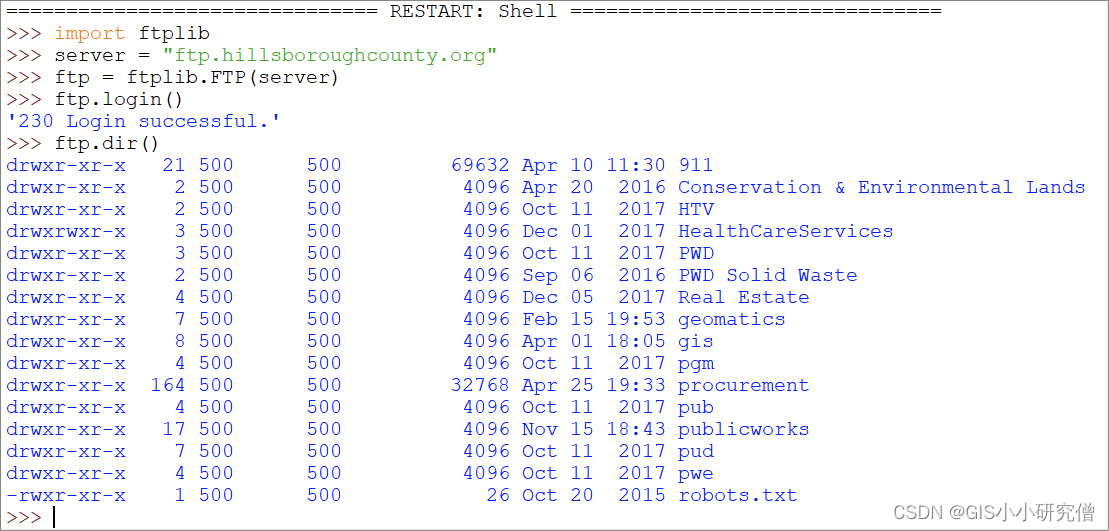 =============================== RESTART: Shell ===============================
>>> import ftplib
>>> server = "ftp.hillsboroughcounty.org"
>>> ftp = ftplib.FTP(server)
>>> ftp.login()
'230 Login successful.'
>>> ftp.dir()
drwxr-xr-x   21 500      500         69632 Apr 10 11:30 911
drwxr-xr-x    2 500      500          4096 Apr 20  2016 Conservation & Environmental Lands
drwxr-xr-x    2 500      500          4096 Oct 11  2017 HTV
drwxrwxr-x    3 500      500          4096 Dec 01  2017 HealthCareServices
drwxr-xr-x    3 500      500          4096 Oct 11  2017 PWD
drwxr-xr-x    2 500      500          4096 Sep 06  2016 PWD Solid Waste
drwxr-xr-x    4 500      500          4096 Dec 05  2017 Real Estate
drwxr-xr-x    7 500      500          4096 Feb 15 19:53 geomatics
drwxr-xr-x    8 500      500          4096 Apr 01 18:05 gis
drwxr-xr-x    4 500      500          4096 Oct 11  2017 pgm
drwxr-xr-x  164 500      500         32768 Apr 25 19:33 procurement
drwxr-xr-x    4 500      500          4096 Oct 11  2017 pub
drwxr-xr-x   17 500      500          4096 Nov 15 18:43 publicworks
drwxr-xr-x    7 500      500          4096 Oct 11  2017 pud
drwxr-xr-x    4 500      500          4096 Oct 11  2017 pwe
-rwxr-xr-x    1 500      500            26 Oct 20  2015 robots.txt
>>>
CSDN @GIS小小研究僧